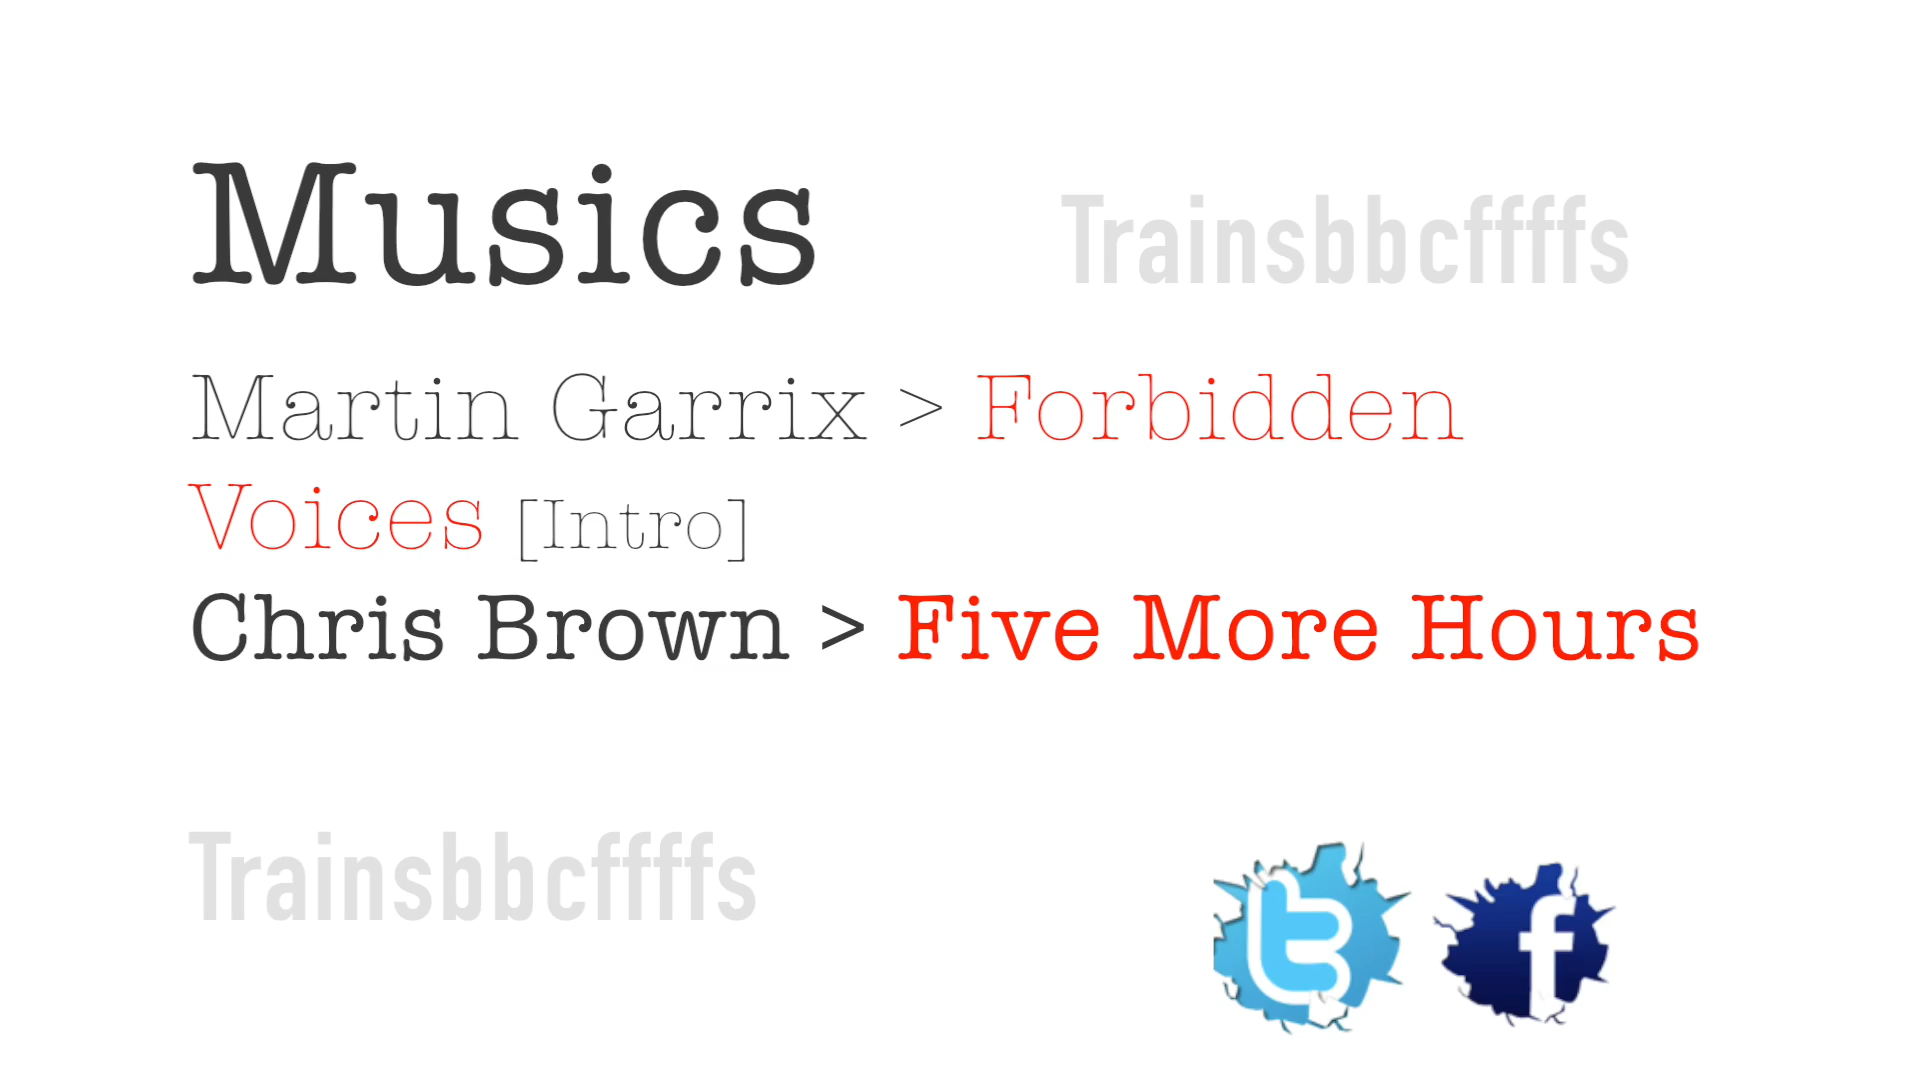 Musics
Trainsbbcffffs
Martin Garrix > Forbidden
Voices [Intro]
Chris Brown > Five More Hours
Trainsbbcffffs